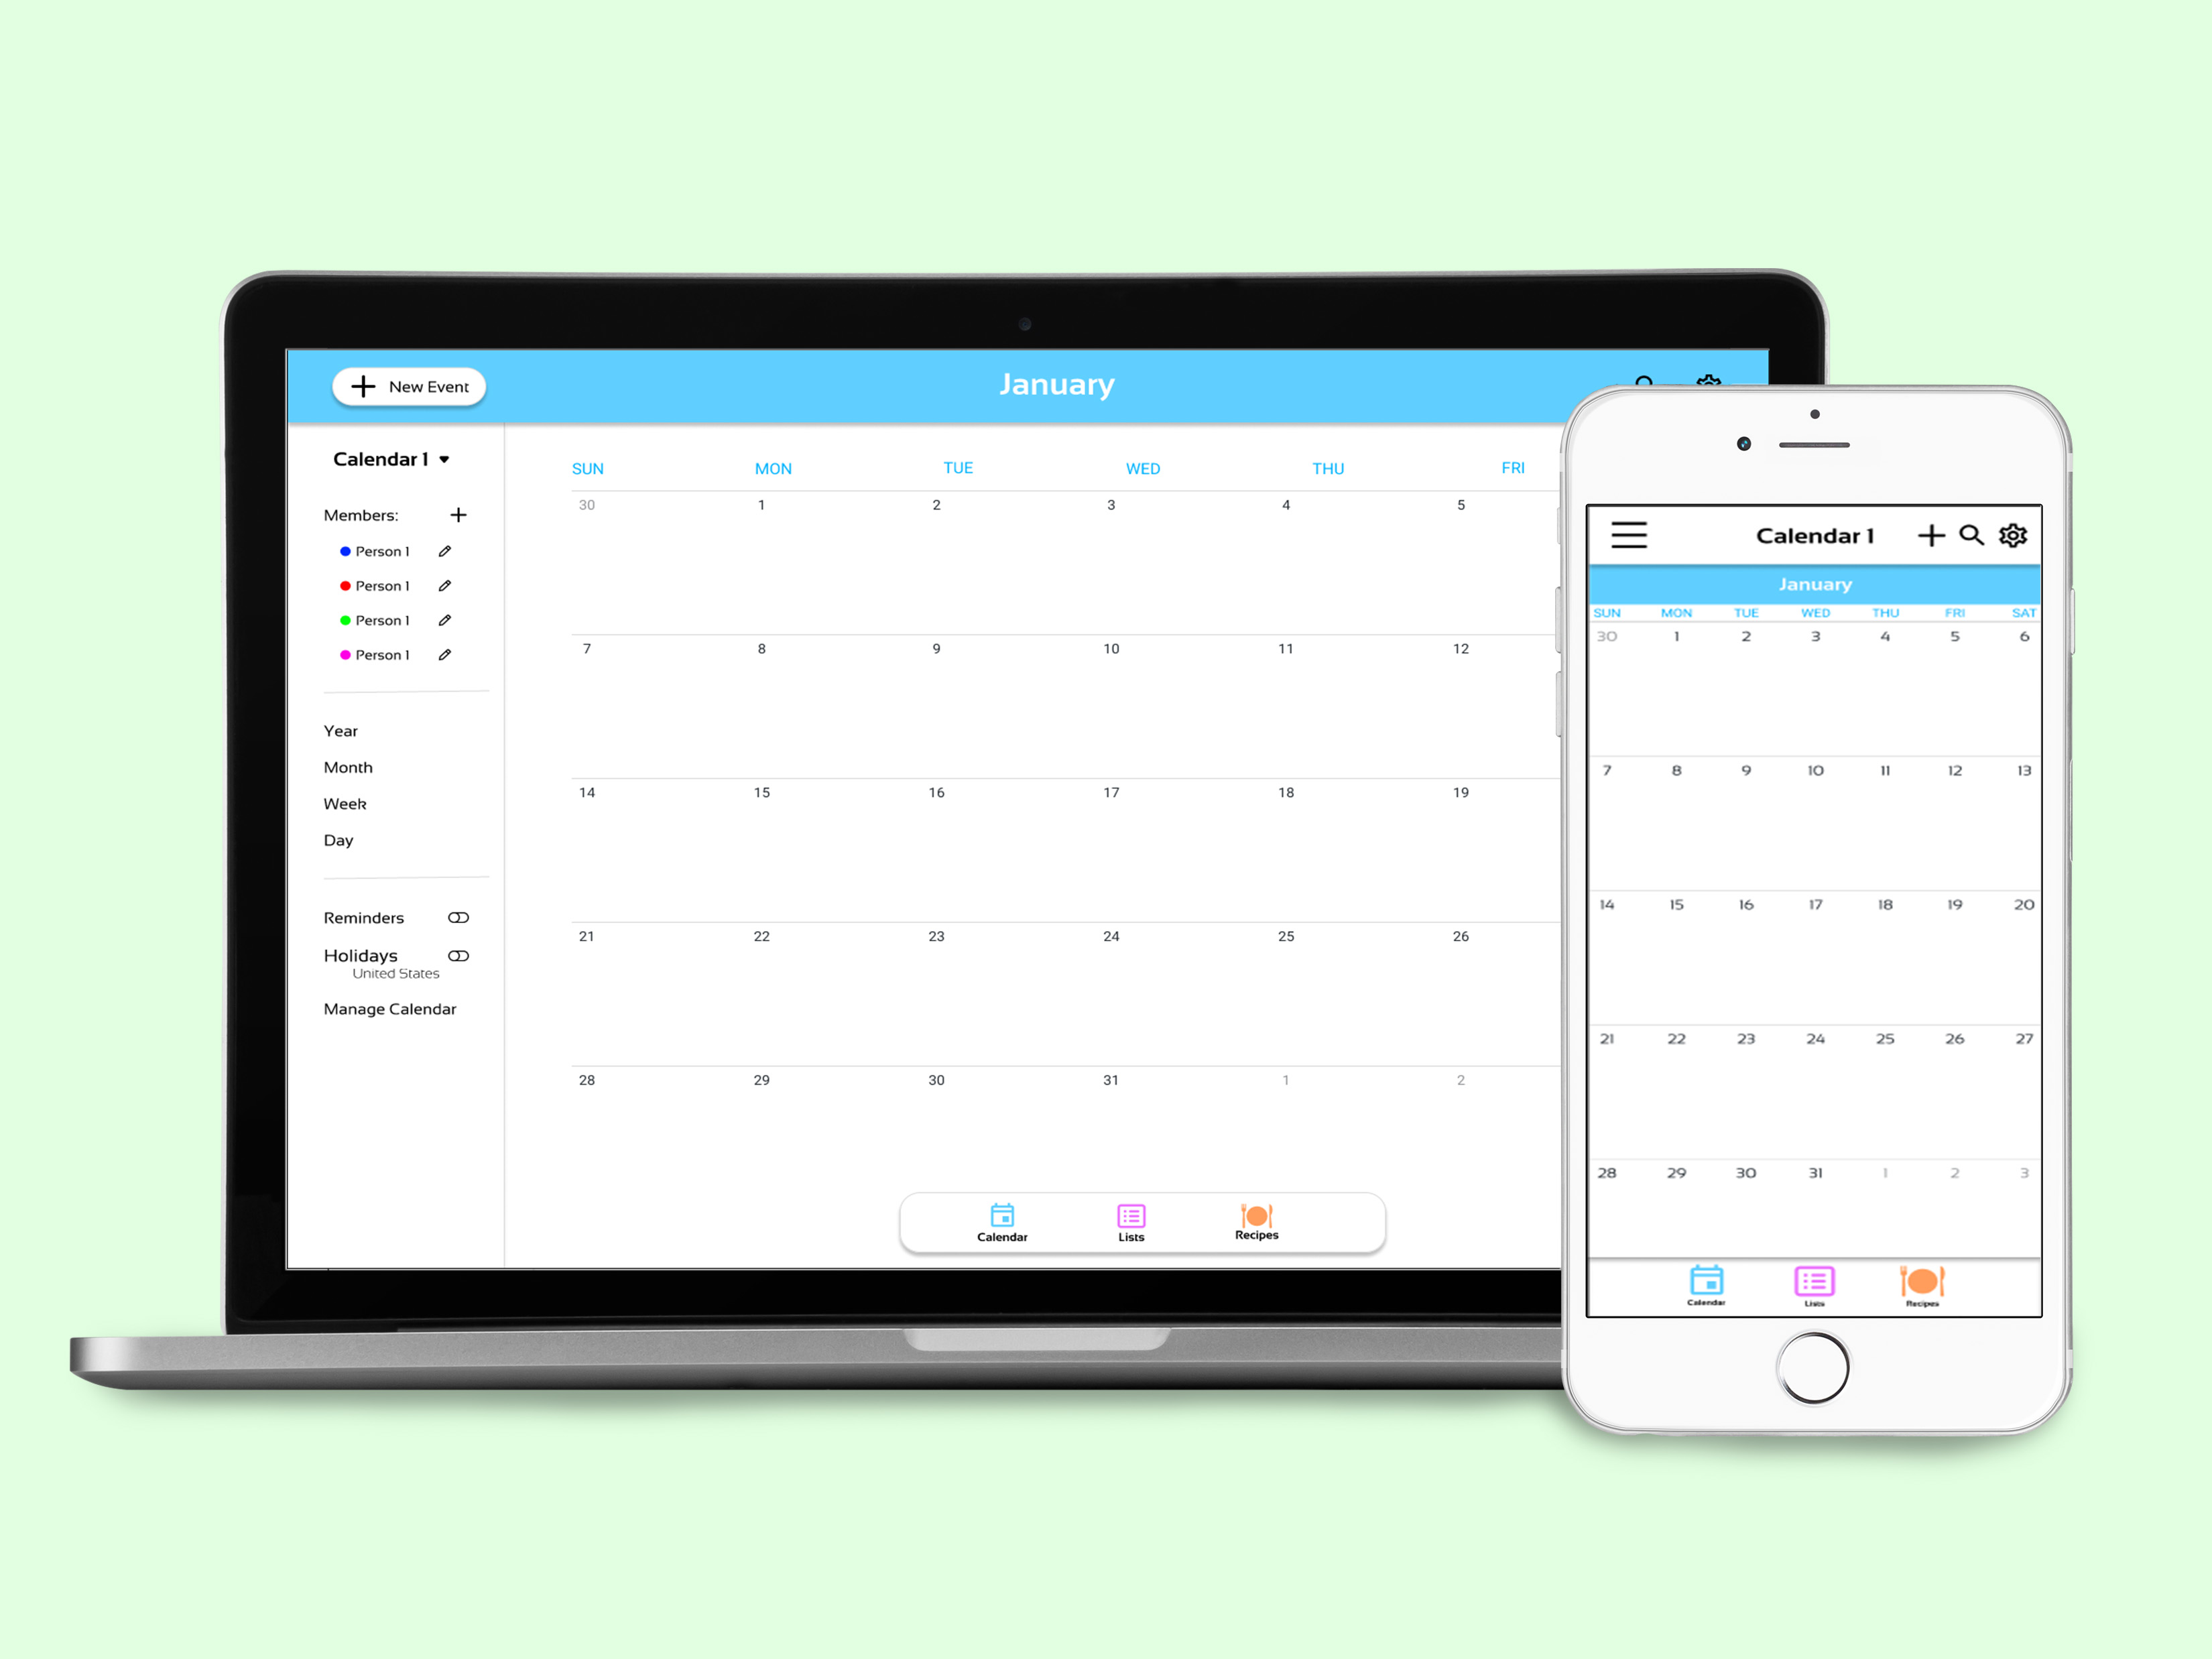 New Event
January
Calendar 1
Members:
Person 1
Person 1
Person 1
Person 1
Year
Month
Week
Day
Reminders
Holidays
United States
Manage Calendar
SUN MON TUE WED THU FRI
30 1 2 3 4 5
7 8 9 10 11 12
14 15 16 17 18 19
21 22 23 24 25 26
28 29 30 31 1 2
Calendar Lists Recipes
Calendar 1
January
SUN MON TUE WED THU FRI SAT
30 1 2 3 4 5 6
7 8 9 10 11 12 13
14 15 16 17 18 19 20
21 22 23 24 25 26 27
28 29 30 31 1 2 3
Calendar Lists Recipes